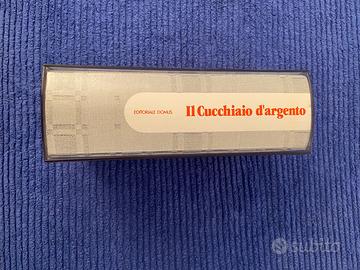 EDITORIALE DOMUS
Il Cucchiaio d'argento
subito